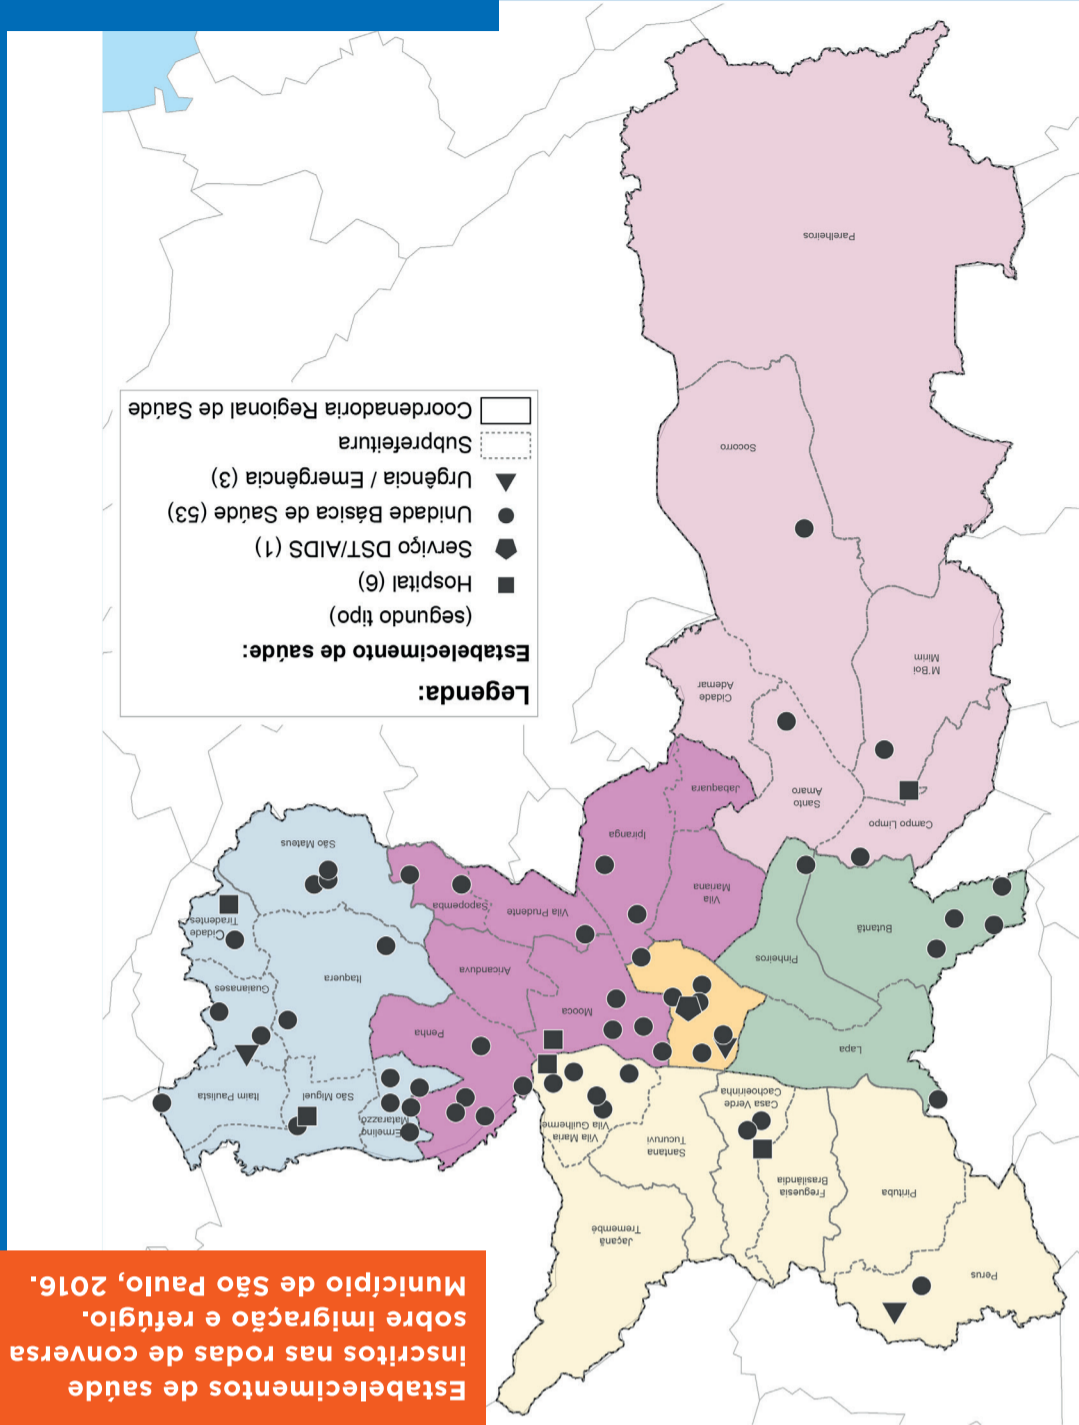 Estabelecimentos de saúde
inscritos nas rodas de conversa
sobre imigração e refúgio.
Município de São Paulo, 2016.
Perus
Jaçanã
Tremembé
Pirituba
Freguesia
Brasilândia
Santana
Tucuruvi
Vila Maria
Vila Guilherme
Casa Verde
Cachoeirinha
Ermelino
Matarazzo
São Miguel
Itaim Paulista
Lapa
Penha
Mooca
Guaianases
Itaquera
Aricanduva
Pinheiros
Butantã
Cidade
Tiradentes
Vila Prudente
Sapopemba
Vila
Mariana
São Mateus
Ipiranga
Campo Limpo
Santo
Amaro
Jabaquara
Cidade
Ademar
M'Boi
Mirim
Socorro
Parelheiros
Legenda:
Estabelecimento de saúde:
(segundo tipo)
Hospital (6)
Serviço DST/AIDS (1)
Unidade Básica de Saúde (53)
Urgência / Emergência (3)
Subprefeitura
Coordenadoria Regional de Saúde